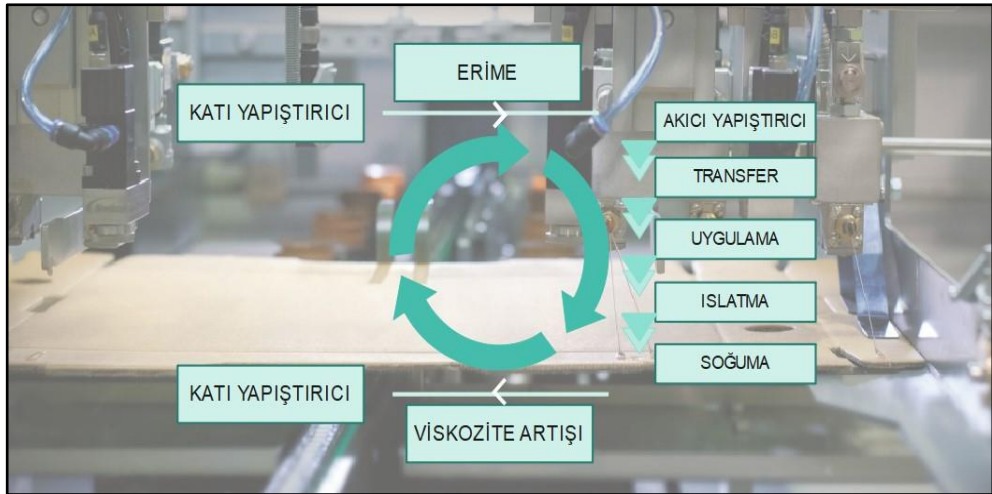 ERİME
KATI YAPIŞTIRICI
AKICI YAPIŞTIRICI
TRANSFER
UYGULAMA
ISLATMA
SOĞUMA
KATI YAPIŞTIRICI
VİSKOZİTE ARTIŞI